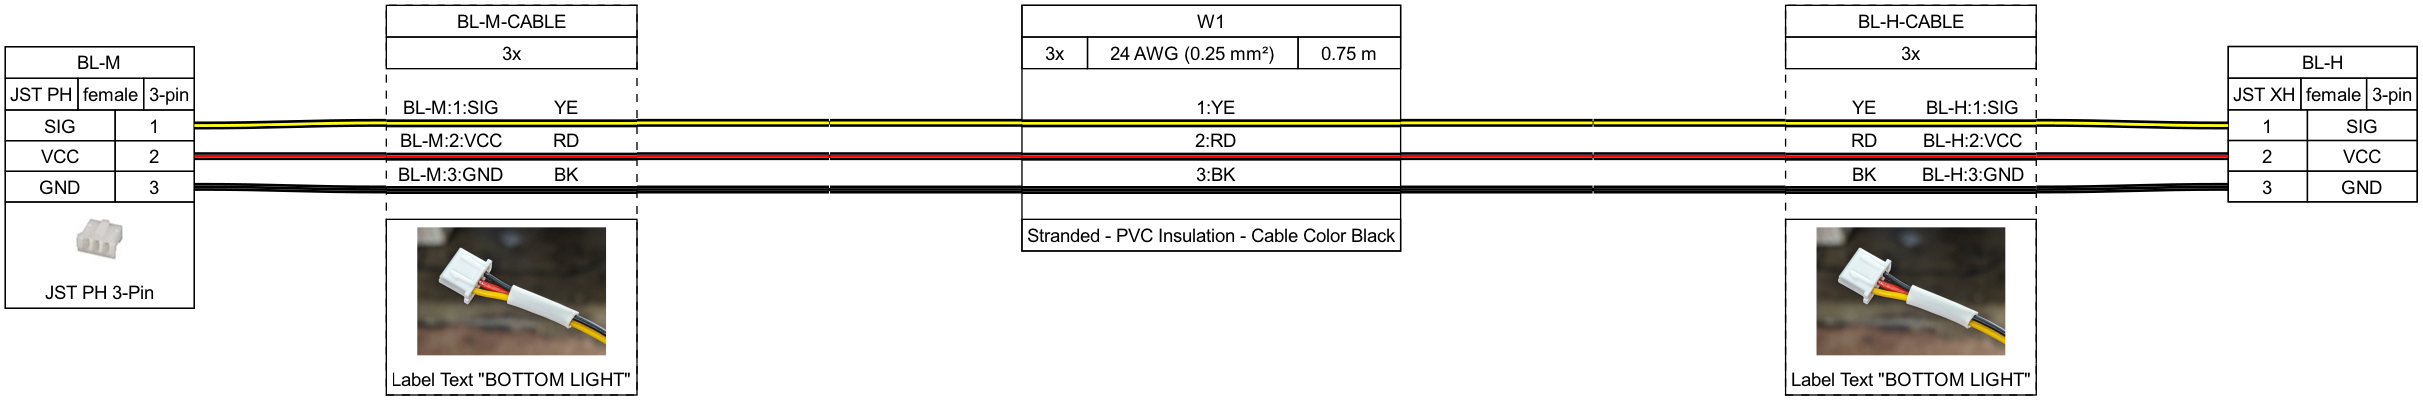 BL-M
JST PH female 3-pin
SIG 1
VCC 2
GND 3
JST PH 3-Pin
BL-M-CABLE
3x
BL-M:1:SIG YE
BL-M:2:VCC RD
BL-M:3:GND BK
Label Text "BOTTOM LIGHT"
W1
3x 24 AWG (0.25 mm²) 0.75 m
1:YE
2:RD
3:BK
Stranded - PVC Insulation - Cable Color Black
BL-H-CABLE
3x
YE BL-H:1:SIG
RD BL-H:2:VCC
BK BL-H:3:GND
Label Text "BOTTOM LIGHT"
BL-H
JST XH female 3-pin
1 SIG
2 VCC
3 GND